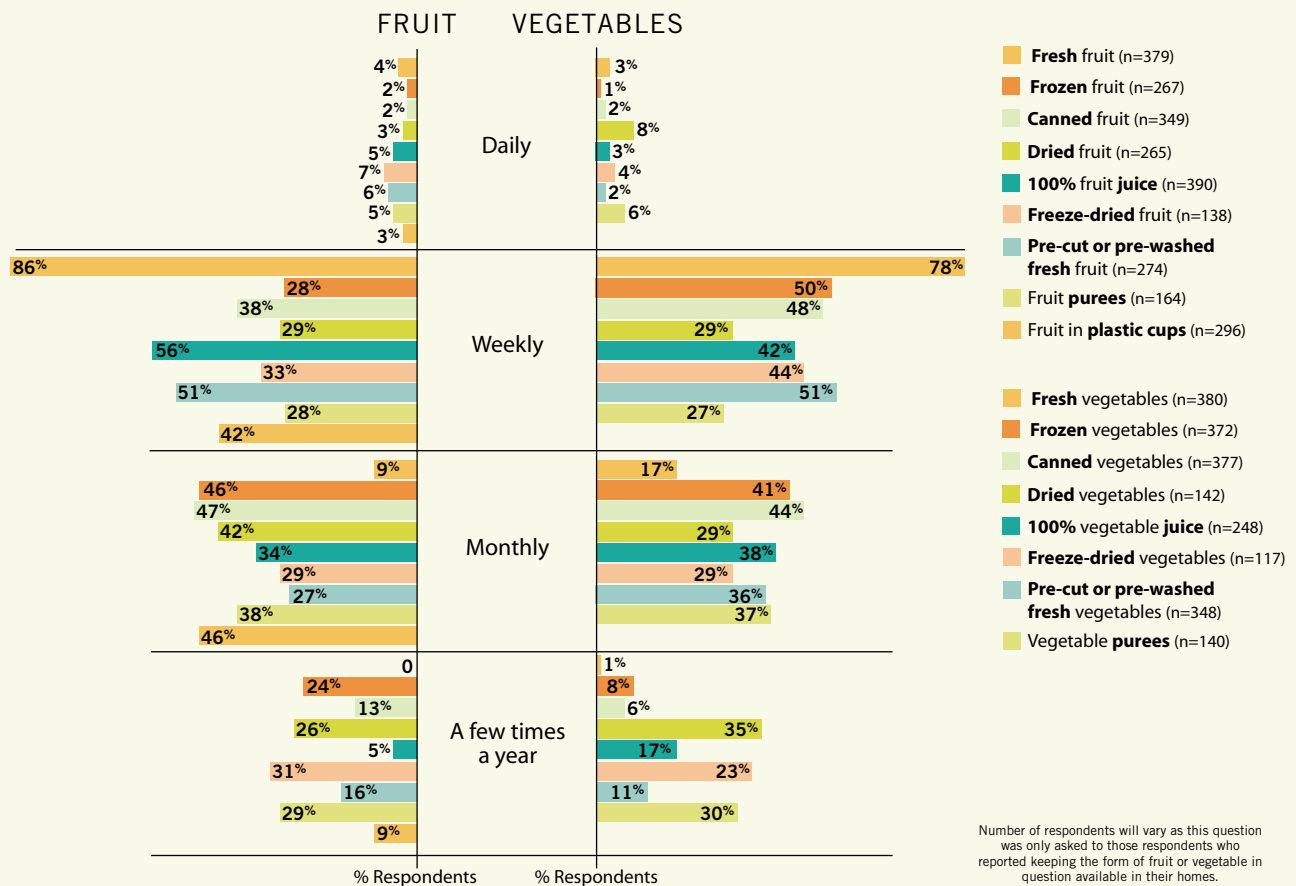 FRUIT VEGETABLES
Daily
4%
2%
2%
3%
5%
7%
6%
5%
3%
3%
1%
2%
8%
3%
4%
2%
6%
Weekly
86%
28%
38%
29%
56%
33%
51%
28%
42%
78%
50%
48%
29%
42%
44%
51%
27%
Monthly
9%
46%
47%
42%
34%
29%
27%
38%
46%
17%
41%
44%
29%
38%
29%
36%
37%
A few times
a year
0
24%
13%
26%
5%
31%
16%
29%
9%
1%
8%
6%
35%
17%
23%
11%
30%
% Respondents % Respondents
Fresh fruit (n=379)
Frozen fruit (n=267)
Canned fruit (n=349)
Dried fruit (n=265)
100% fruit juice (n=390)
Freeze-dried fruit (n=138)
Pre-cut or pre-washed
fresh fruit (n=274)
Fruit purees (n=164)
Fruit in plastic cups (n=296)
Fresh vegetables (n=380)
Frozen vegetables (n=372)
Canned vegetables (n=377)
Dried vegetables (n=142)
100% vegetable juice (n=248)
Freeze-dried vegetables (n=117)
Pre-cut or pre-washed
fresh vegetables (n=348)
Vegetable purees (n=140)
Number of respondents will vary as this question
was only asked to those respondents who
reported keeping the form of fruit or vegetable in
question available in their homes.